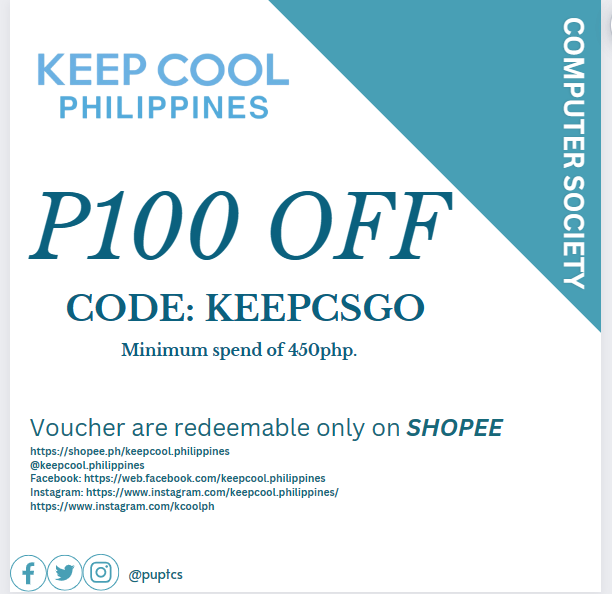 KEEP COOL
PHILIPPINES
COMPUTER SOCIETY
P100 OFF
CODE: KEEPCSGO
Minimum spend of 450php.
Voucher are redeemable only on SHOPEE
https://shopee.ph/keepcool.philippines
@keepcool.philippines
Facebook: https://web.facebook.com/keepcool.philippines
Instagram: https://www.instagram.com/keepcool.philippines/
https://www.instagram.com/kcoolph
@puptcs